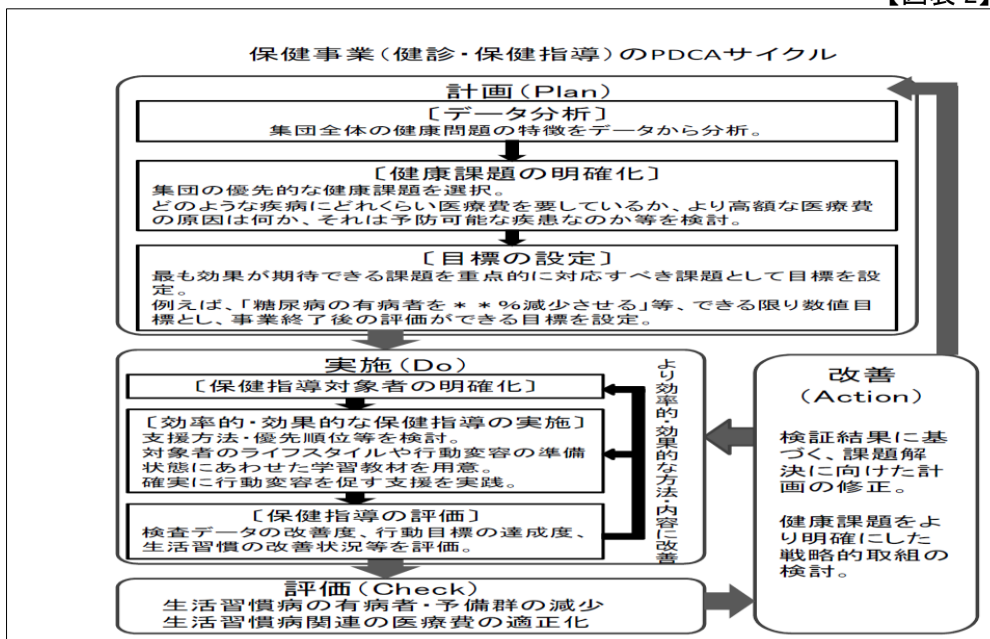 保健事業(健診・保健指導)のPDCAサイクル
計画(Plan)
[データ分析]
集団全体の健康問題の特徴をデータから分析。
[健康課題の明確化]
集団の優先的な健康課題を選択。
どのような疾病にどれくらい医療費を要しているか、より高額な医療費
の原因は何か、それは予防可能な疾患なのか等を検討。
[目標の設定]
最も効果が期待できる課題を重点的に対応すべき課題として目標を設
定。
例えば、「糖尿病の有病者を＊＊%減少させる」等、できる限り数値目
標とし、事業終了後の評価ができる目標を設定。
実施(Do)
[保健指導対象者の明確化]
[効率的・効果的な保健指導の実施]
支援方法・優先順位等を検討。
対象者のライフスタイルや行動変容の準備
状態にあわせた学習教材を用意。
確実に行動変容を促す支援を実践。
[保健指導の評価]
検査データの改善度、行動目標の達成度、
生活習慣の改善状況等を評価。
より効率的・効果的な方法・内容に改善
評価(Check)
生活習慣病の有病者・予備群の減少
生活習慣病関連の医療費の適正化
改善
(Action)
検証結果に基
づく、課題解
決に向けた計
画の修正。
健康課題をよ
り明確にした
戦略的取組の
検討。